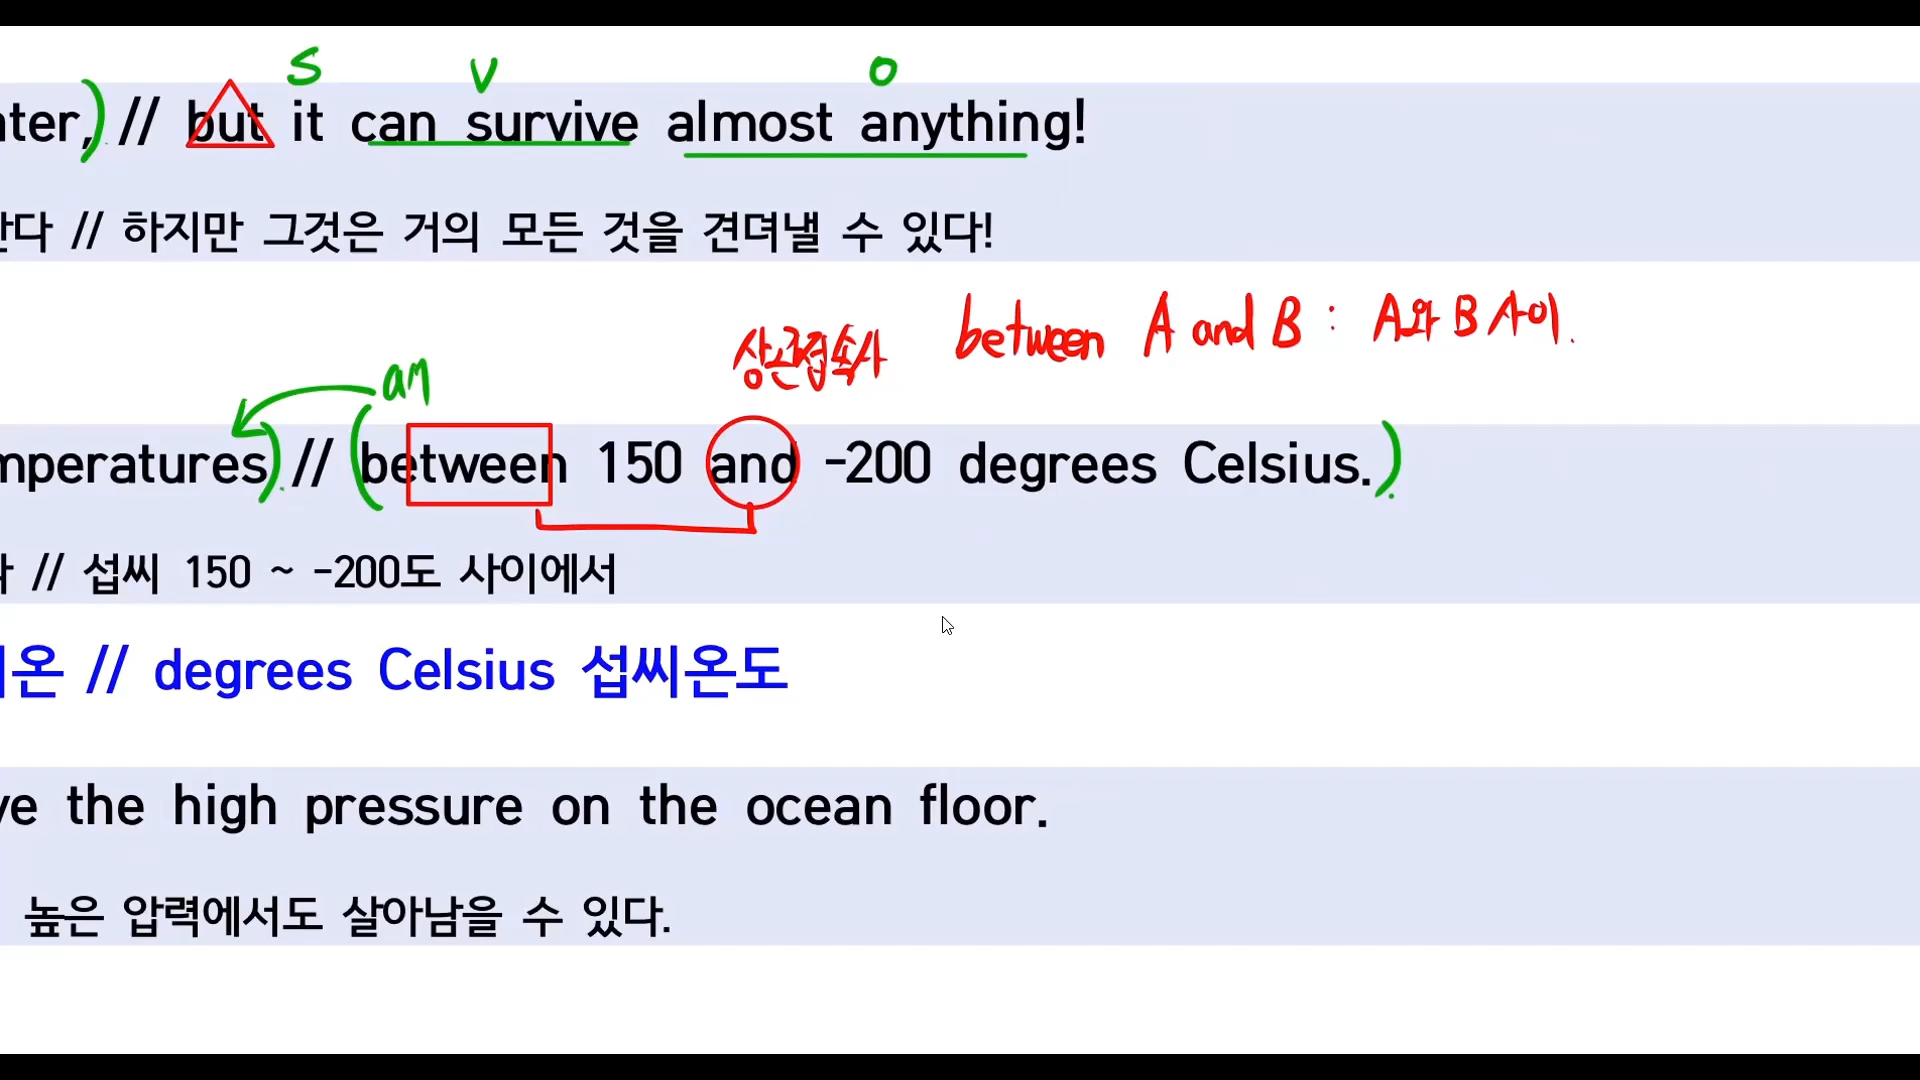 S V O
ater,) // but it can survive almost anything!
간다 // 하지만 그것은 거의 모든 것을 견뎌낼 수 있다!
상관접속사 between A and B : A와 B 사이.
mperatures) // (between 150 and -200 degrees Celsius.)
// 섭씨 150 ~ -200도 사이에서
온 // degrees Celsius 섭씨온도
ve the high pressure on the ocean floor.
높은 압력에서도 살아남을 수 있다.